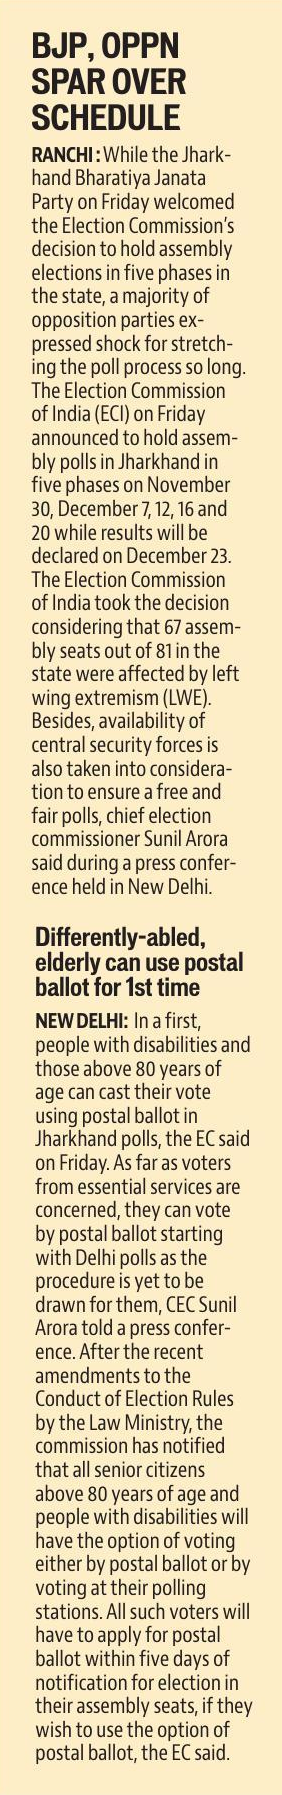 BJP, OPPN
SPAR OVER
SCHEDULE
RANCHI : While the Jhark-
hand Bharatiya Janata
Party on Friday welcomed
the Election Commission's
decision to hold assembly
elections in five phases in
the state, a majority of
opposition parties ex-
pressed shock for stretch-
ing the poll process so long.
The Election Commission
of India (ECI) on Friday
announced to hold assem-
bly polls in Jharkhand in
five phases on November
30, December 7, 12, 16 and
20 while results will be
declared on December 23.
The Election Commission
of India took the decision
considering that 67 assem-
bly seats out of 81 in the
state were affected by left
wing extremism (LWE).
Besides, availability of
central security forces is
also taken into considera-
tion to ensure a free and
fair polls, chief election
commissioner Sunil Arora
said during a press confer-
ence held in New Delhi.
Differently-abled,
elderly can use postal
ballot for 1st time
NEW DELHI: In a first,
people with disabilities and
those above 80 years of
age can cast their vote
using postal ballot in
Jharkhand polls, the EC said
on Friday. As far as voters
from essential services are
concerned, they can vote
by postal ballot starting
with Delhi polls as the
procedure is yet to be
drawn for them, CEC Sunil
Arora told a press confer-
ence. After the recent
amendments to the
Conduct of Election Rules
by the Law Ministry, the
commission has notified
that all senior citizens
above 80 years of age and
people with disabilities will
have the option of voting
either by postal ballot or by
voting at their polling
stations. All such voters will
have to apply for postal
ballot within five days of
notification for election in
their assembly seats, if they
wish to use the option of
postal ballot, the EC said.